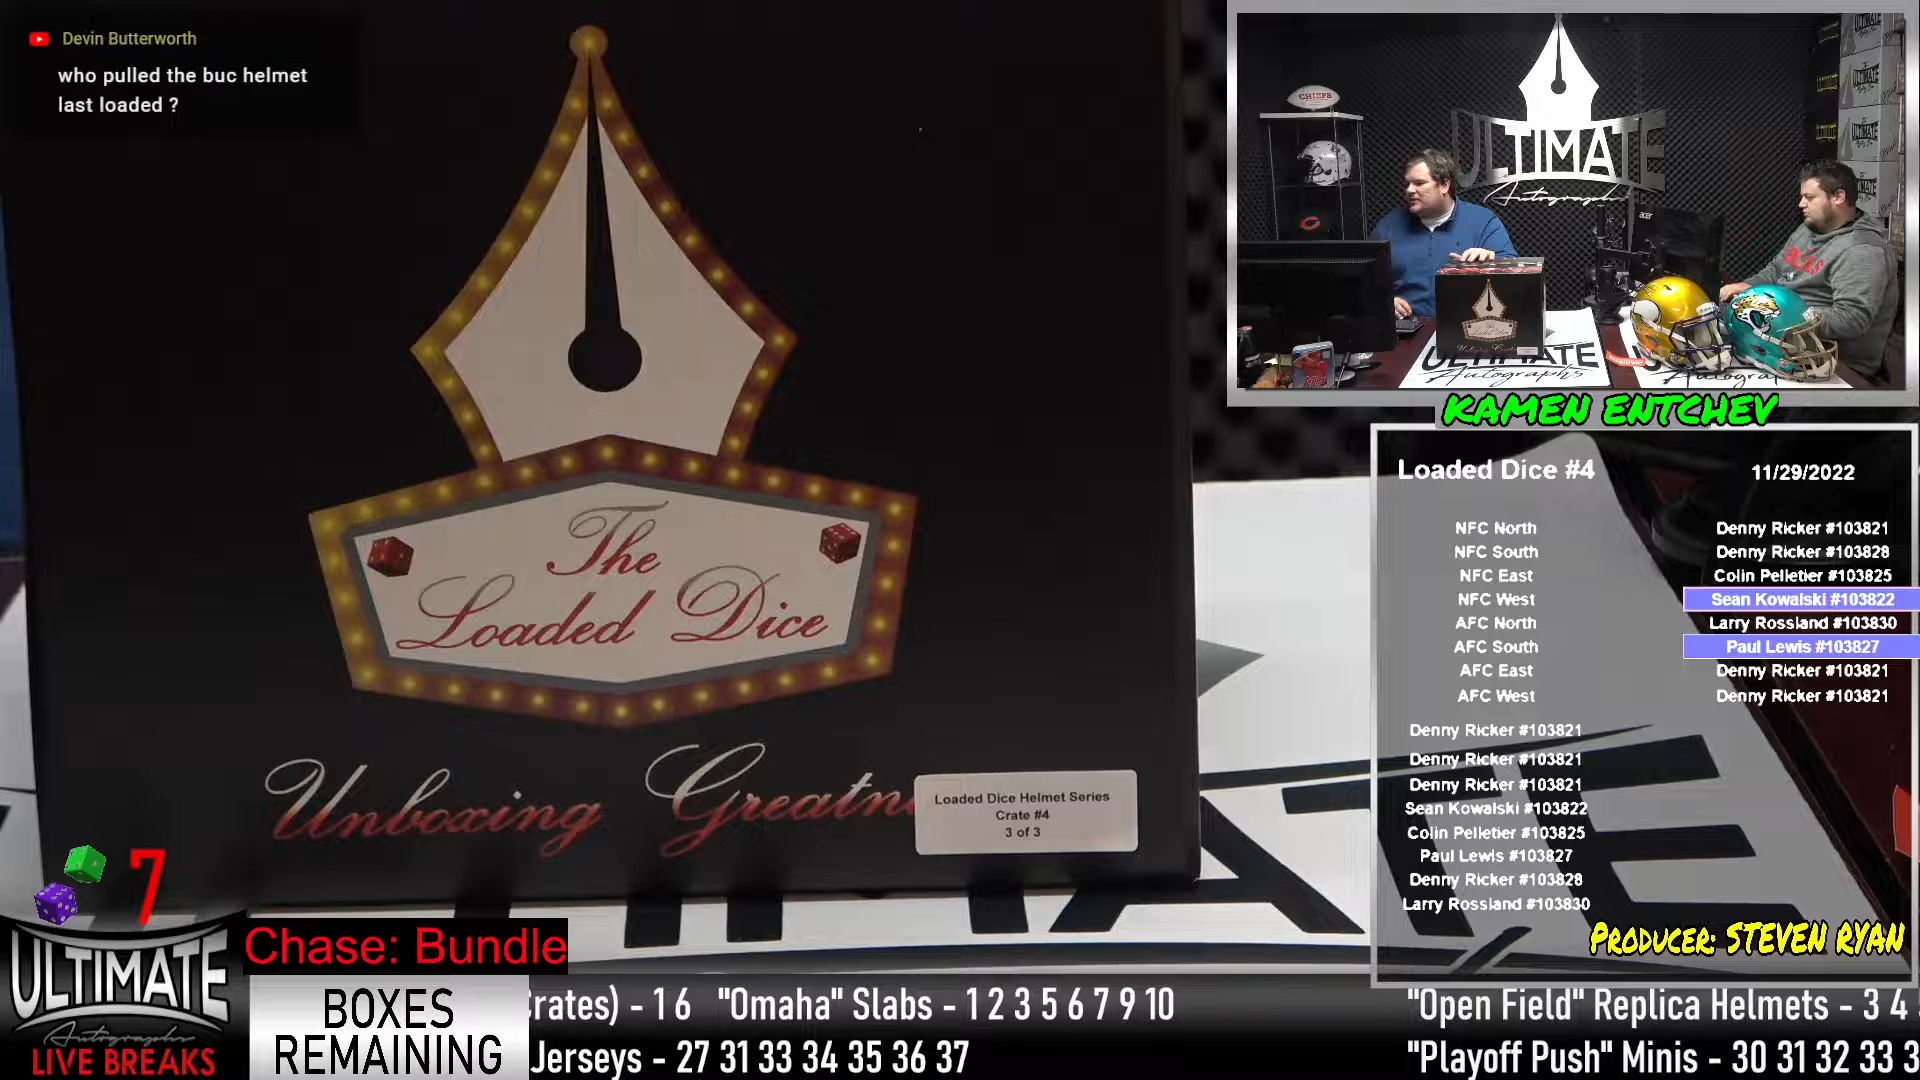 Devin Butterworth
who pulled the buc helmet
last loaded ?
The
Loaded Dice
Unboxing
Loaded Dice Helmet Series
Crate #4
3 of 3
CHIEFS
ULTIMATE
Autographs
acer
ULTIMATE
Autographs
KAMEN ENTCHEV
Loaded Dice #4 11/29/2022
NFC North Denny Ricker #103821
NFC South Denny Ricker #103828
NFC East Colin Pelletier #103825
NFC West Sean Kowalski #103822
AFC North Larry Rossland #103830
AFC South Paul Lewis #103827
AFC East Denny Ricker #103821
AFC West Denny Ricker #103821
Denny Ricker #103821
Denny Ricker #103821
Denny Ricker #103821
Sean Kowalski #103822
Colin Pelletier #103825
Paul Lewis #103827
Denny Ricker #103828
Larry Rossland #103830
PRODUCER: STEVEN RYAN
7
ULTIMATE
Autographs
LIVE BREAKS
Chase: Bundle
BOXES
REMAINING
Crates) - 1 6 "Omaha" Slabs - 1 2 3 5 6 7 9 10 "Open Field" Replica Helmets - 3 4
Jerseys - 27 31 33 34 35 36 37 "Playoff Push" Minis - 30 31 32 33